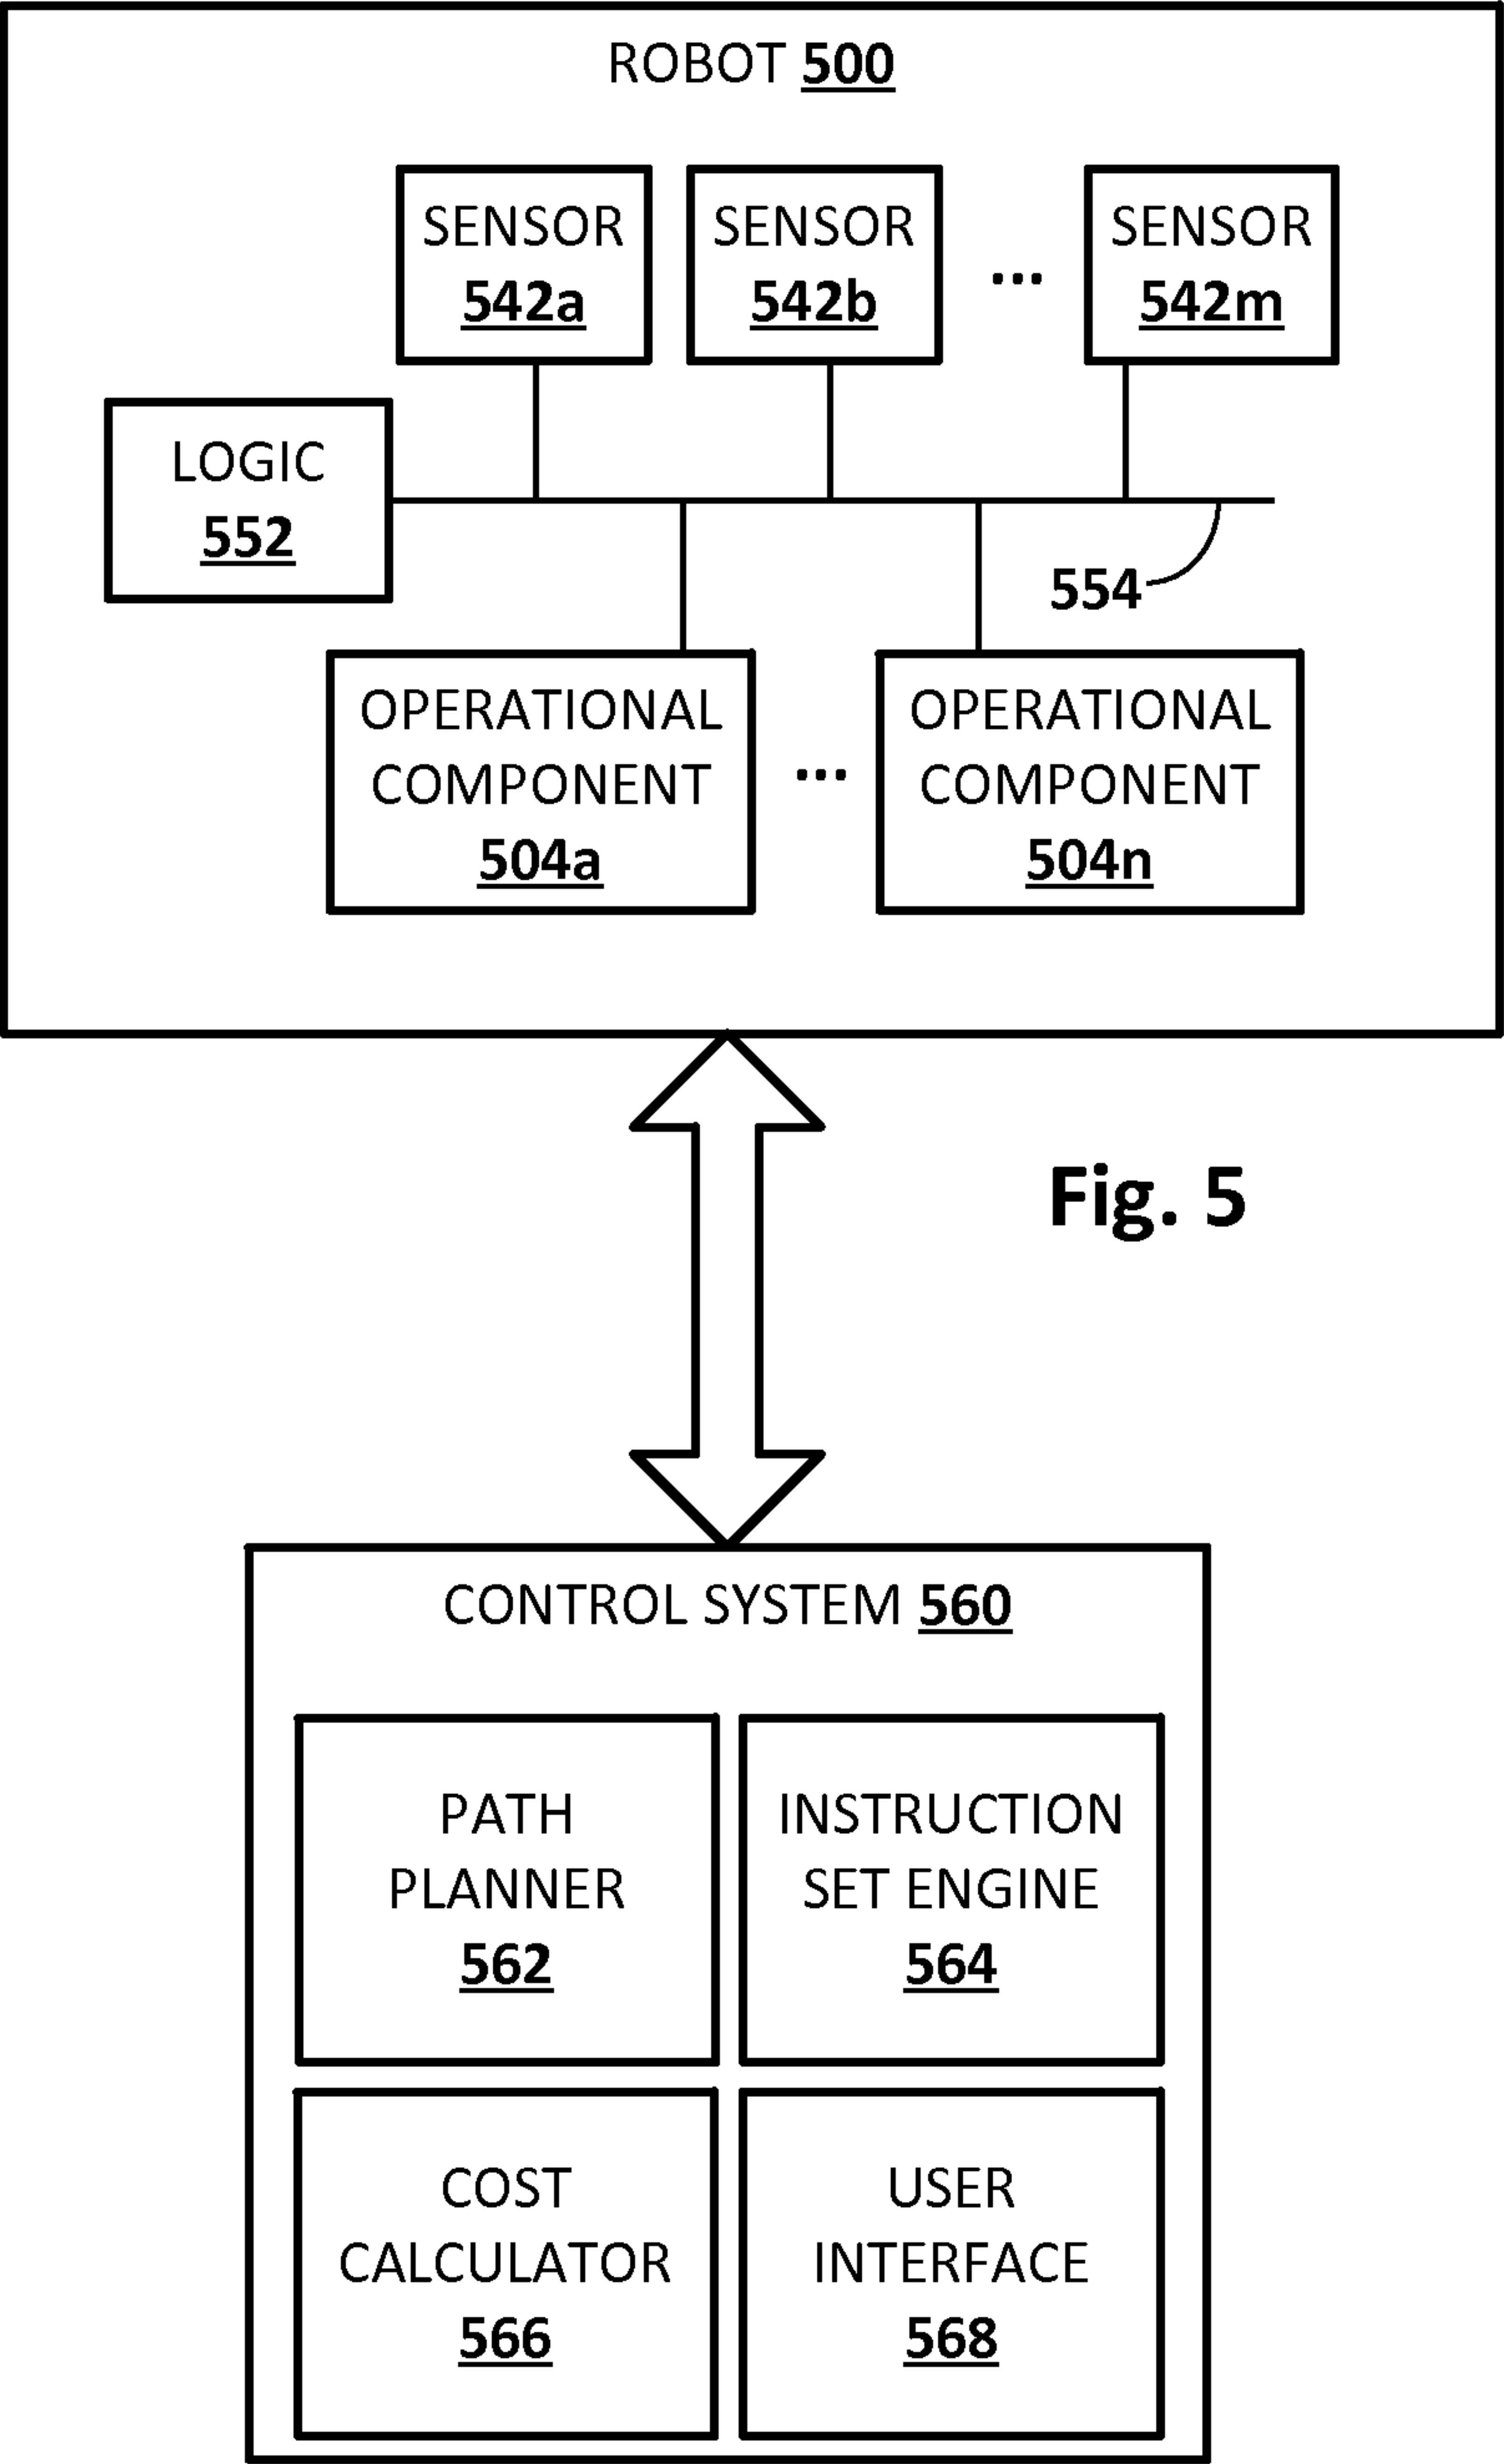 ROBOT 500
SENSOR
542a
SENSOR
542b
...
SENSOR
542m
LOGIC
552
554
OPERATIONAL
COMPONENT
504a
...
OPERATIONAL
COMPONENT
504n
Fig. 5
CONTROL SYSTEM 560
PATH
PLANNER
562
INSTRUCTION
SET ENGINE
564
COST
CALCULATOR
566
USER
INTERFACE
568